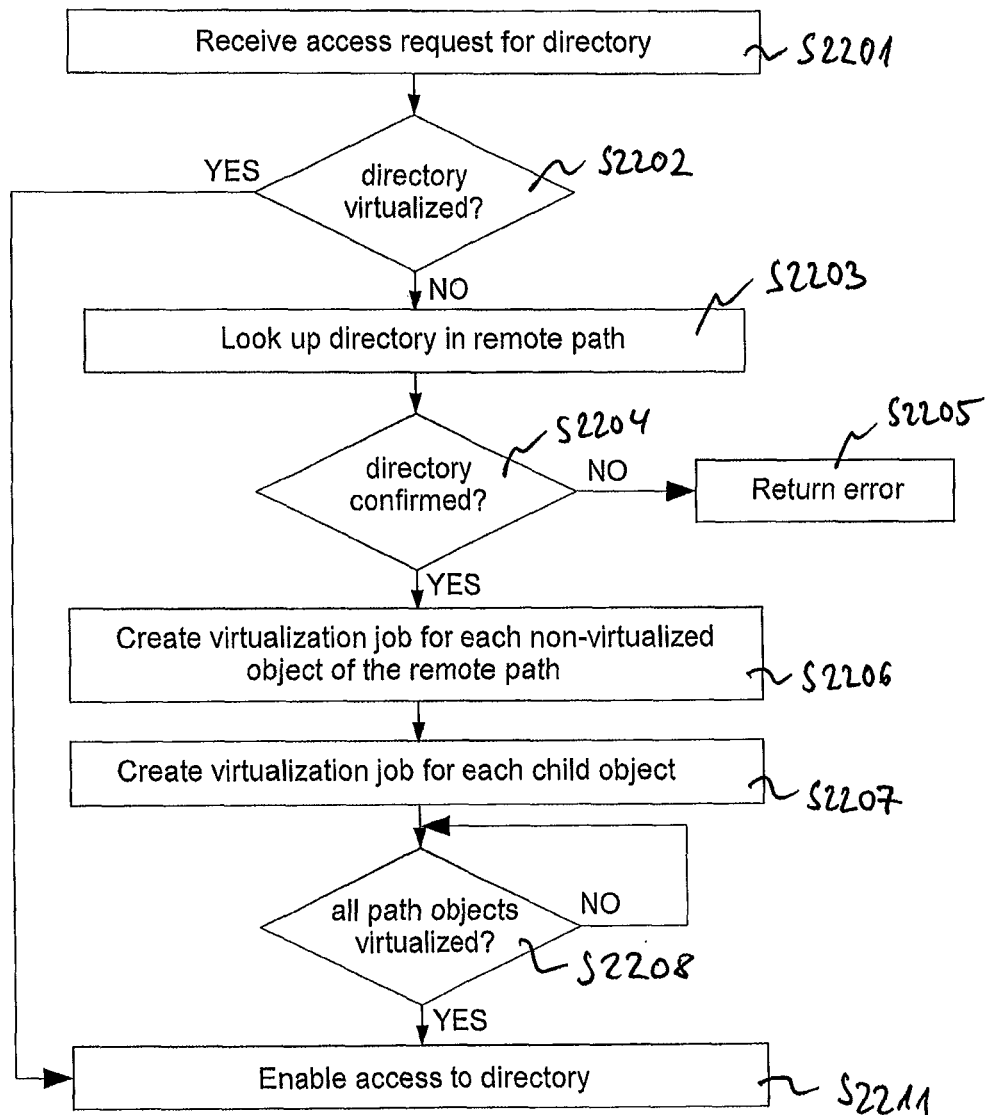 Receive access request for directory
S2201
YES
directory
virtualized?
S2202
NO
S2203
Look up directory in remote path
S2204
directory
confirmed?
NO
S2205
Return error
YES
Create virtualization job for each non-virtualized
object of the remote path
S2206
Create virtualization job for each child object
S2207
all path objects
virtualized?
NO
S2208
YES
Enable access to directory
S2211